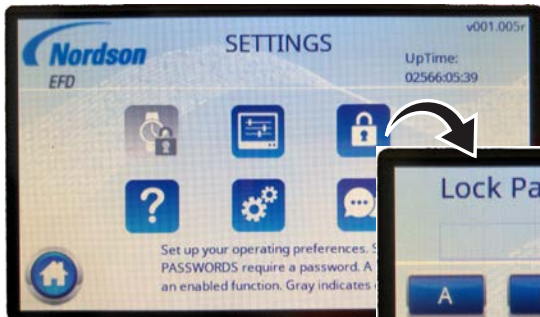 v001.005r
Nordson
EFD
SETTINGS
UpTime:
02566:05:39
?
Set up your operating preferences.
PASSWORDS require a password. A
an enabled function. Gray indicates
Lock Pa
A